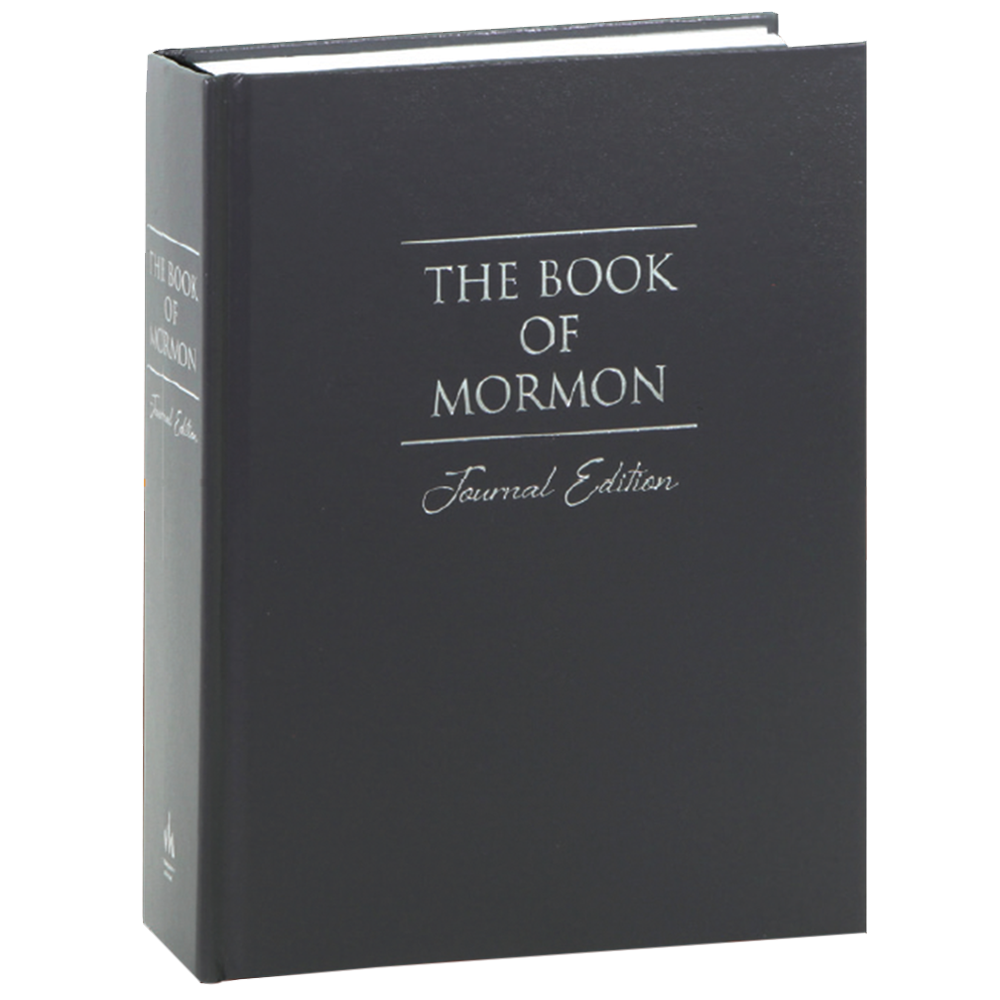 THE BOOK
OF
MORMON
Journal Edition
THE BOOK
OF
MORMON
Journal Edition